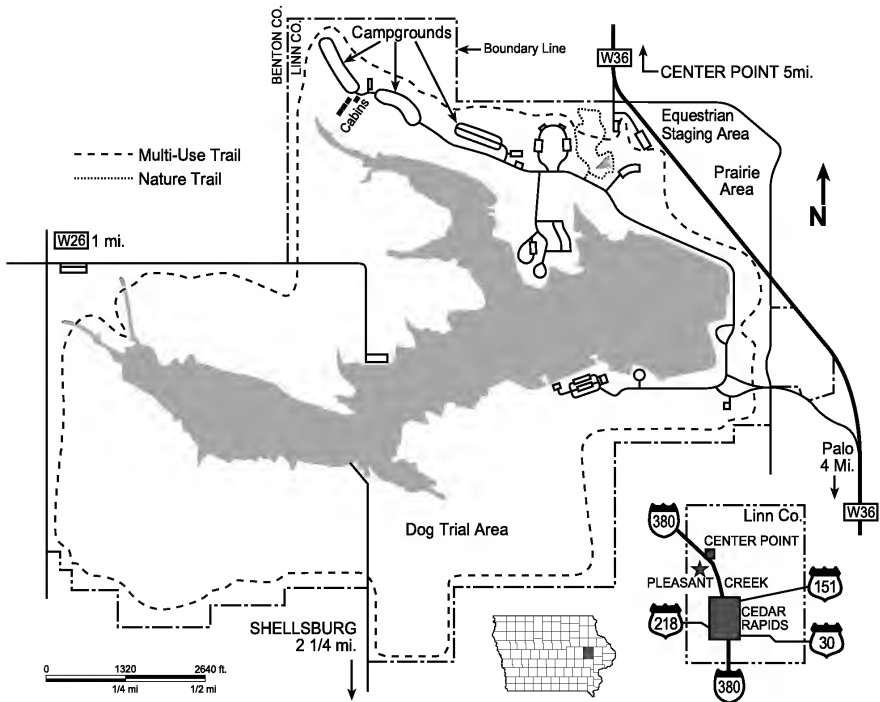 BENTON CO.
LINN CO.
Campgrounds
Boundary Line
W36
CENTER POINT 5mi.
Cabins
Equestrian
Staging Area
Prairie
Area
Multi-Use Trail
Nature Trail
N
W26 1 mi.
Palo
4 Mi.
W36
Dog Trial Area
SHELLSBURG
2 1/4 mi.
0 1320 2640 ft.
1/4 mi. 1/2 mi.
Linn Co.
380
CENTER POINT
PLEASANT CREEK
151
CEDAR
RAPIDS
218
30
380